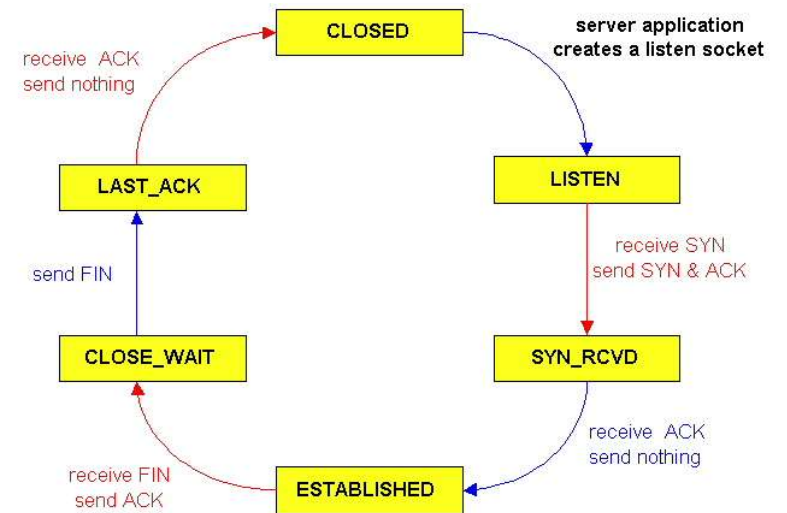 CLOSED
server application
creates a listen socket
receive ACK
send nothing
LAST_ACK
LISTEN
receive SYN
send SYN & ACK
send FIN
CLOSE_WAIT
SYN_RCVD
receive ACK
send nothing
receive FIN
send ACK
ESTABLISHED